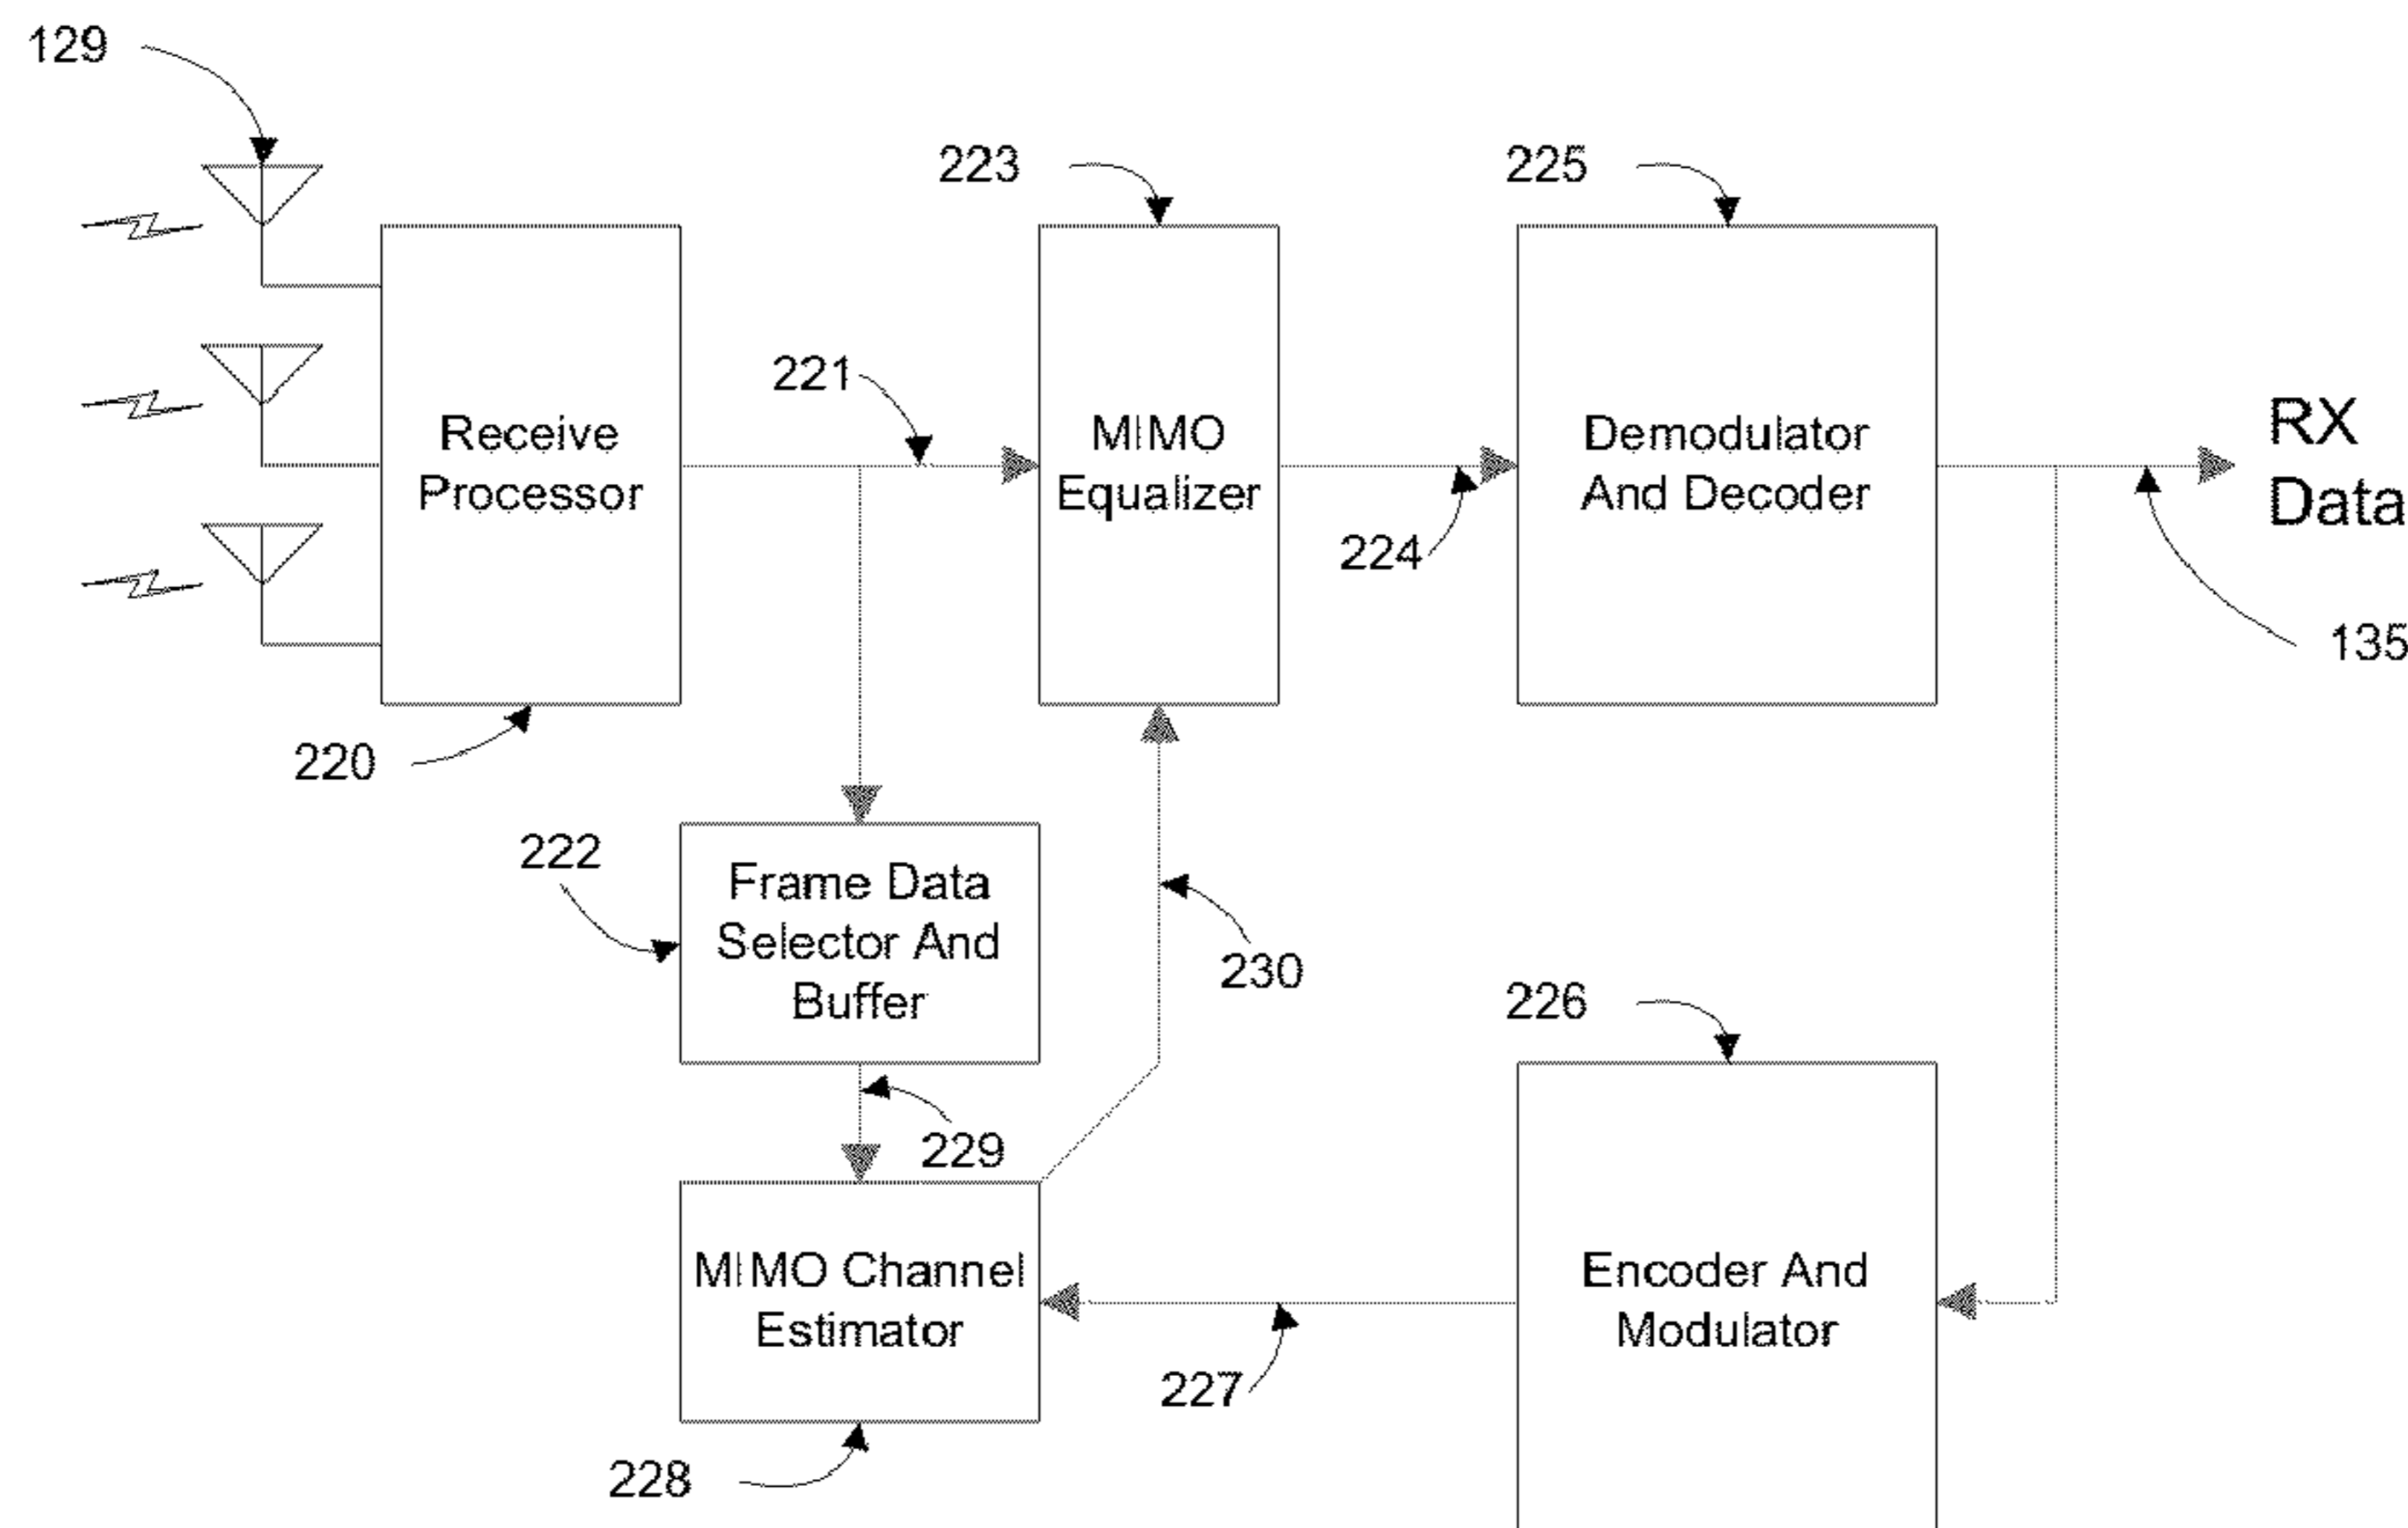 129
223
225
221
Receive
Processor
MIMO
Equalizer
Demodulator
And Decoder
RX
Data
224
135
220
222
Frame Data
Selector And
Buffer
230
226
229
MIMO Channel
Estimator
Encoder And
Modulator
227
228